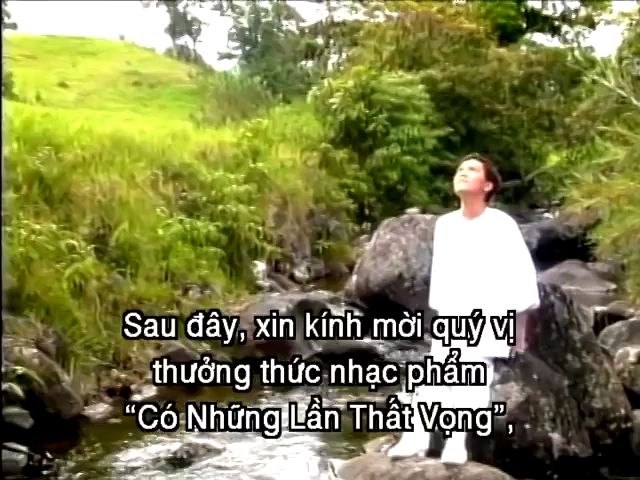 Sau đây, xin kính mời quý vị
thưởng thức nhạc phẩm
“Có Những Lần Thất Vọng”,